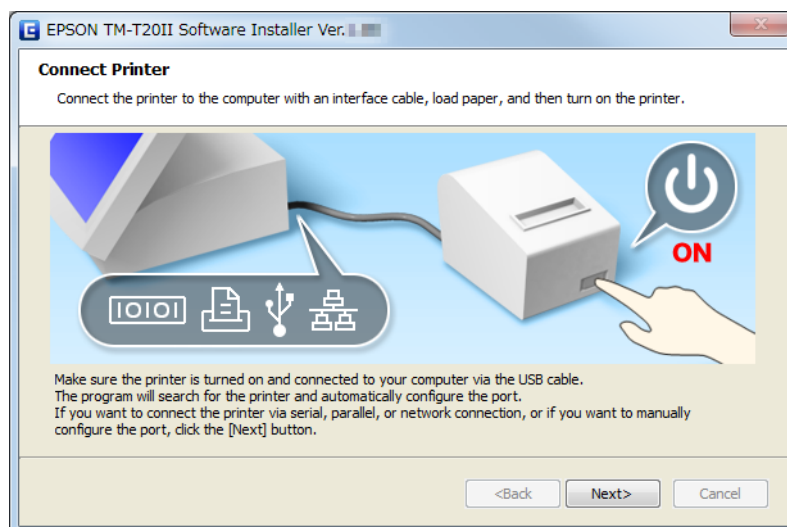 EPSON TM-T20II Software Installer Ver.
Connect Printer
Connect the printer to the computer with an interface cable, load paper, and then turn on the printer.
IOIOI
ON
Make sure the printer is turned on and connected to your computer via the USB cable.
The program will search for the printer and automatically configure the port.
If you want to connect the printer via serial, parallel, or network connection, or if you want to manually
configure the port, click the [Next] button.
<Back
Next>
Cancel